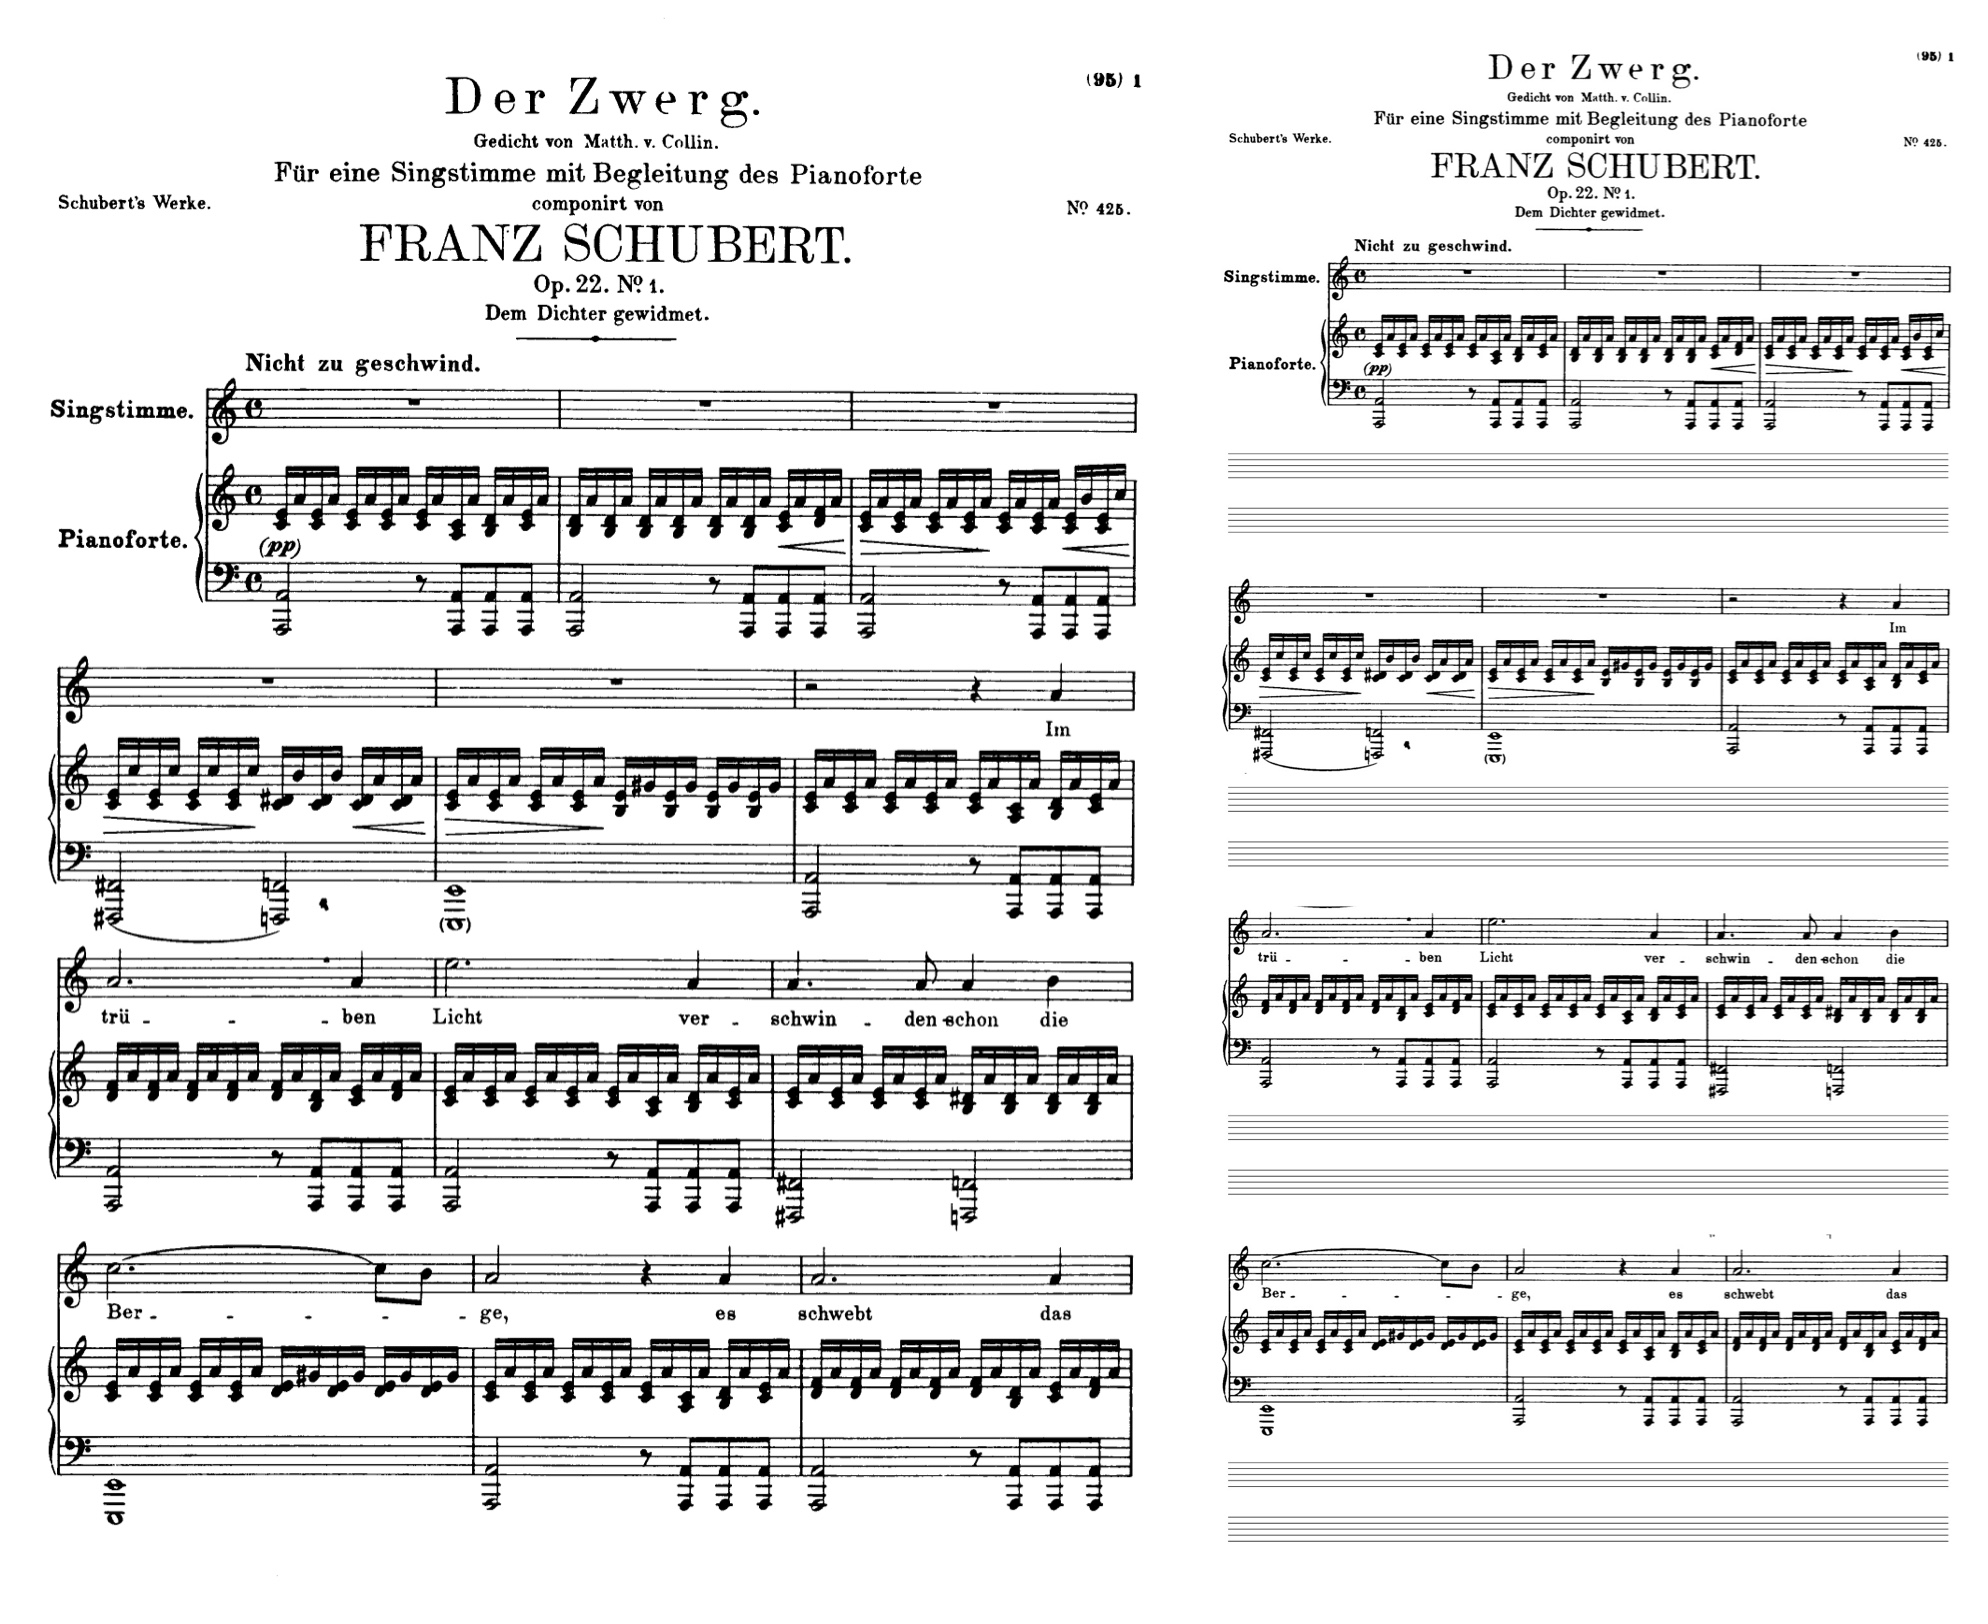 (95) 1
Der Zwerg.
Gedicht von Matth. v. Collin.
Für eine Singstimme mit Begleitung des Pianoforte
Schubert's Werke.
componirt von
Nº 425.
FRANZ SCHUBERT.
Op. 22. Nº 1.
Dem Dichter gewidmet.
Nicht zu geschwind.
Singstimme.
Pianoforte.
(pp)
Im
trü - - - ben Licht ver - schwin - den schon die
Ber - - - - - ge, es schwebt das
(95) 1
Der Zwerg.
Gedicht von Matth. v. Collin.
Für eine Singstimme mit Begleitung des Pianoforte
Schubert's Werke.
componirt von
Nº 425.
FRANZ SCHUBERT.
Op. 22. Nº 1.
Dem Dichter gewidmet.
Nicht zu geschwind.
Singstimme.
Pianoforte.
(pp)
Im
trü - - - ben Licht ver - schwin - den schon die
Ber - - - - - ge, es schwebt das